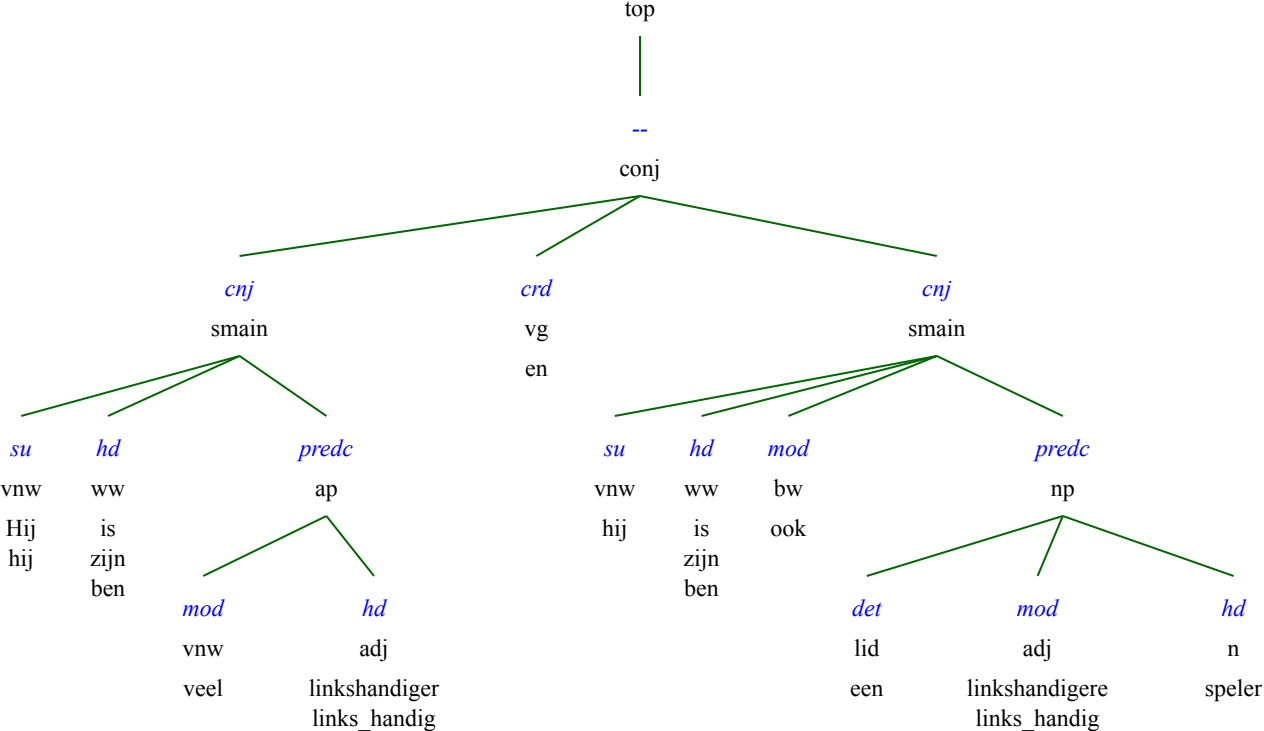 top
--
conj
cnj crd cnj
smain vg smain
en
su hd predc su hd mod predc
vnw ww ap vnw ww bw np
Hij is hij is ook
hij zijn zijn
ben ben
mod hd det mod hd
vnw adj lid adj n
veel linkshandiger een linkshandigere speler
links_handig links_handig